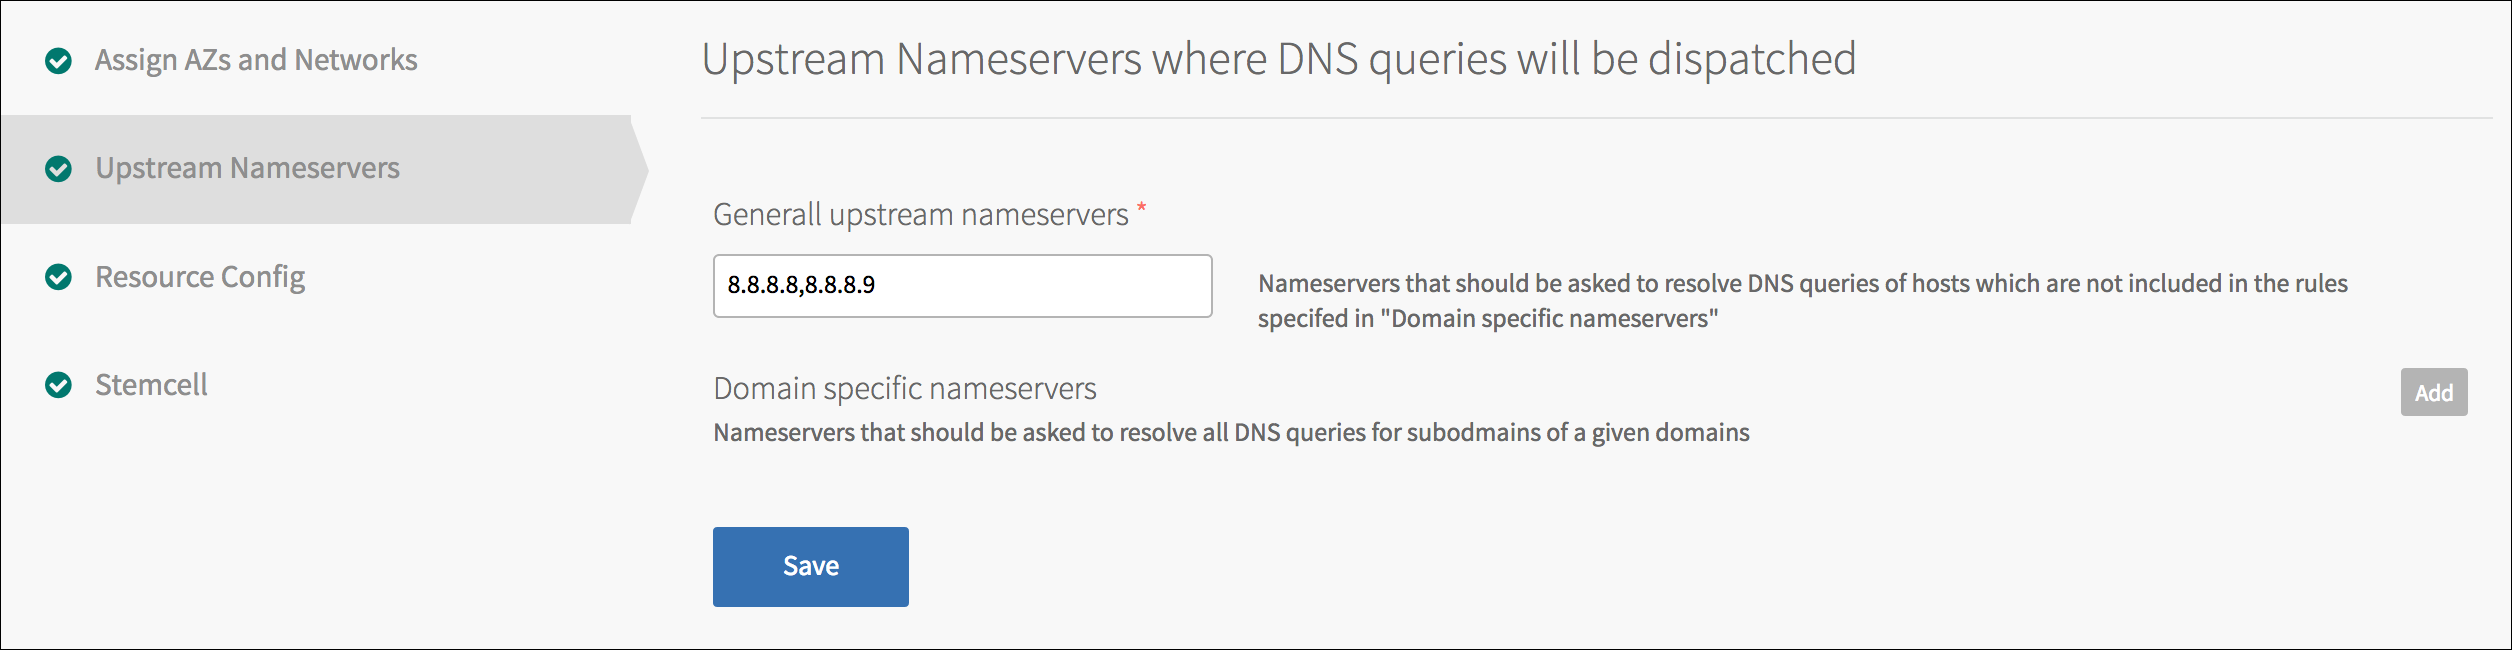 Assign AZs and Networks
Upstream Nameservers
Resource Config
Stemcell
Upstream Nameservers where DNS queries will be dispatched
Generall upstream nameservers *
8.8.8.8,8.8.8.9
Nameservers that should be asked to resolve DNS queries of hosts which are not included in the rules
specifed in "Domain specific nameservers"
Domain specific nameservers
Add
Nameservers that should be asked to resolve all DNS queries for subodmains of a given domains
Save